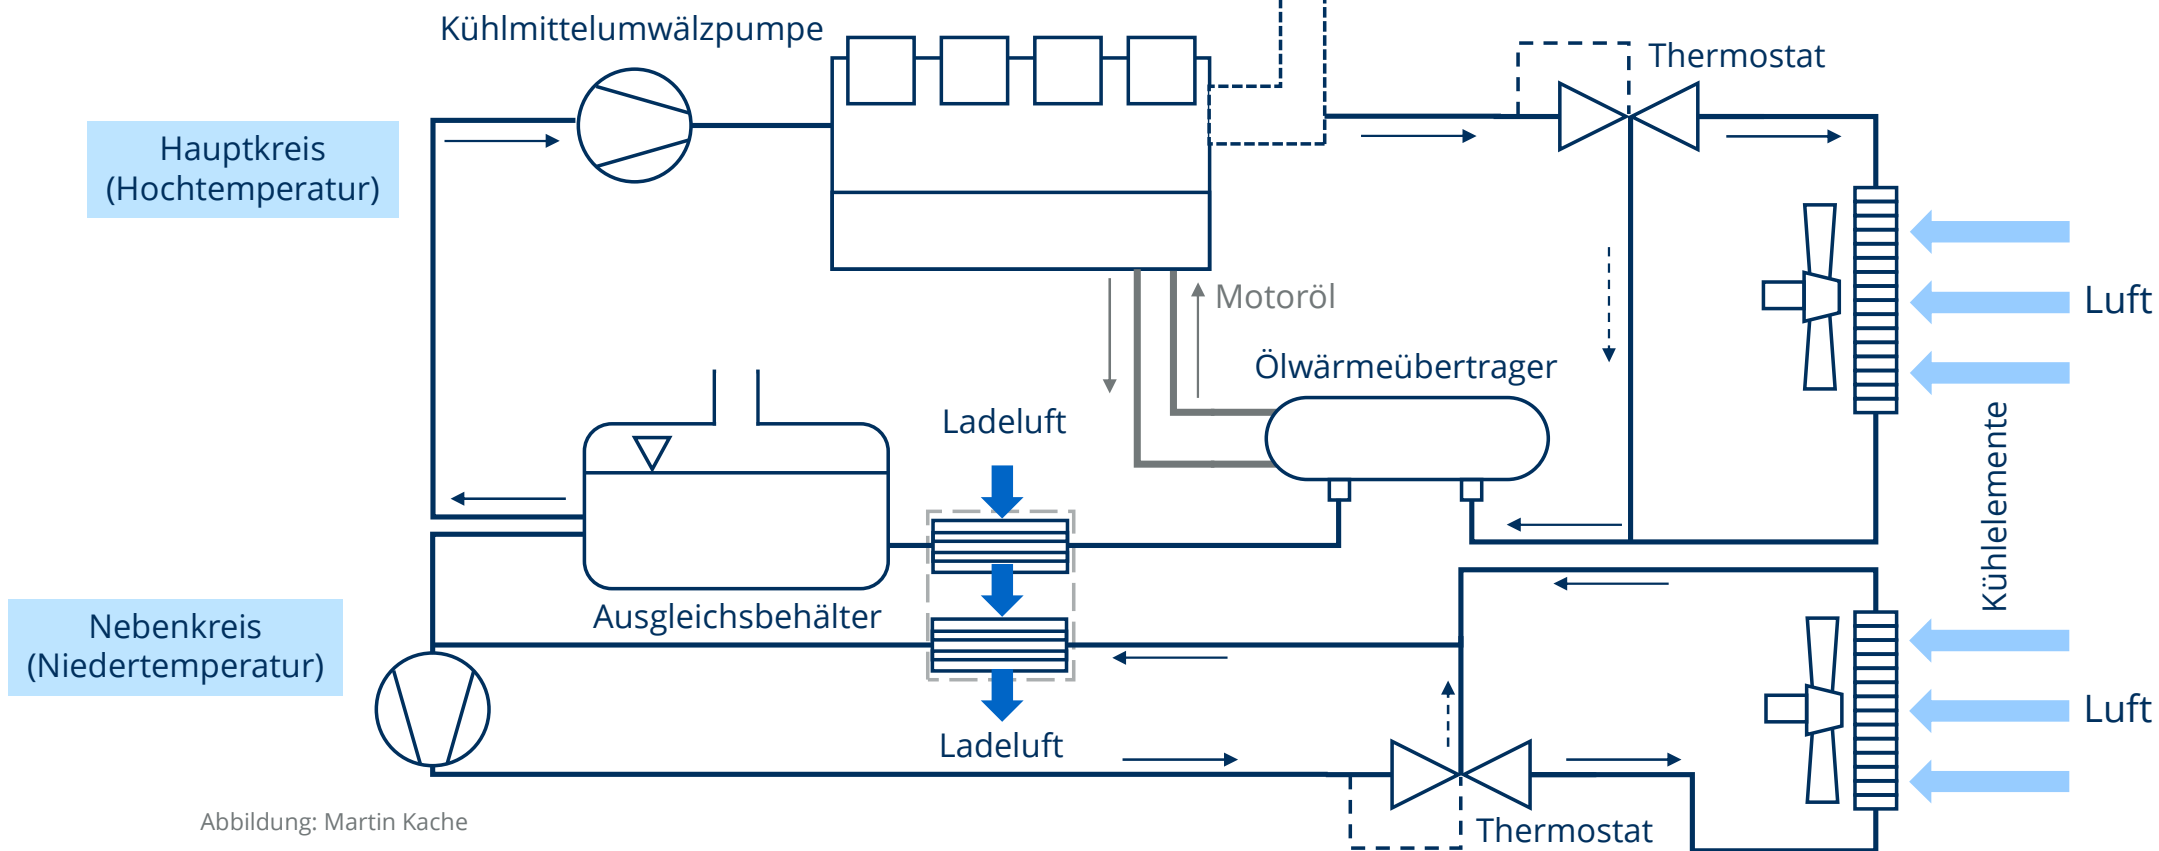 Kühlmittelumwälzpumpe
Thermostat
Hauptkreis
(Hochtemperatur)
Motoröl
Luft
Ölwärmeübertrager
Ladeluft
Kühlelemente
Ausgleichsbehälter
Nebenkreis
(Niedertemperatur)
Luft
Ladeluft
Abbildung: Martin Kache
Thermostat